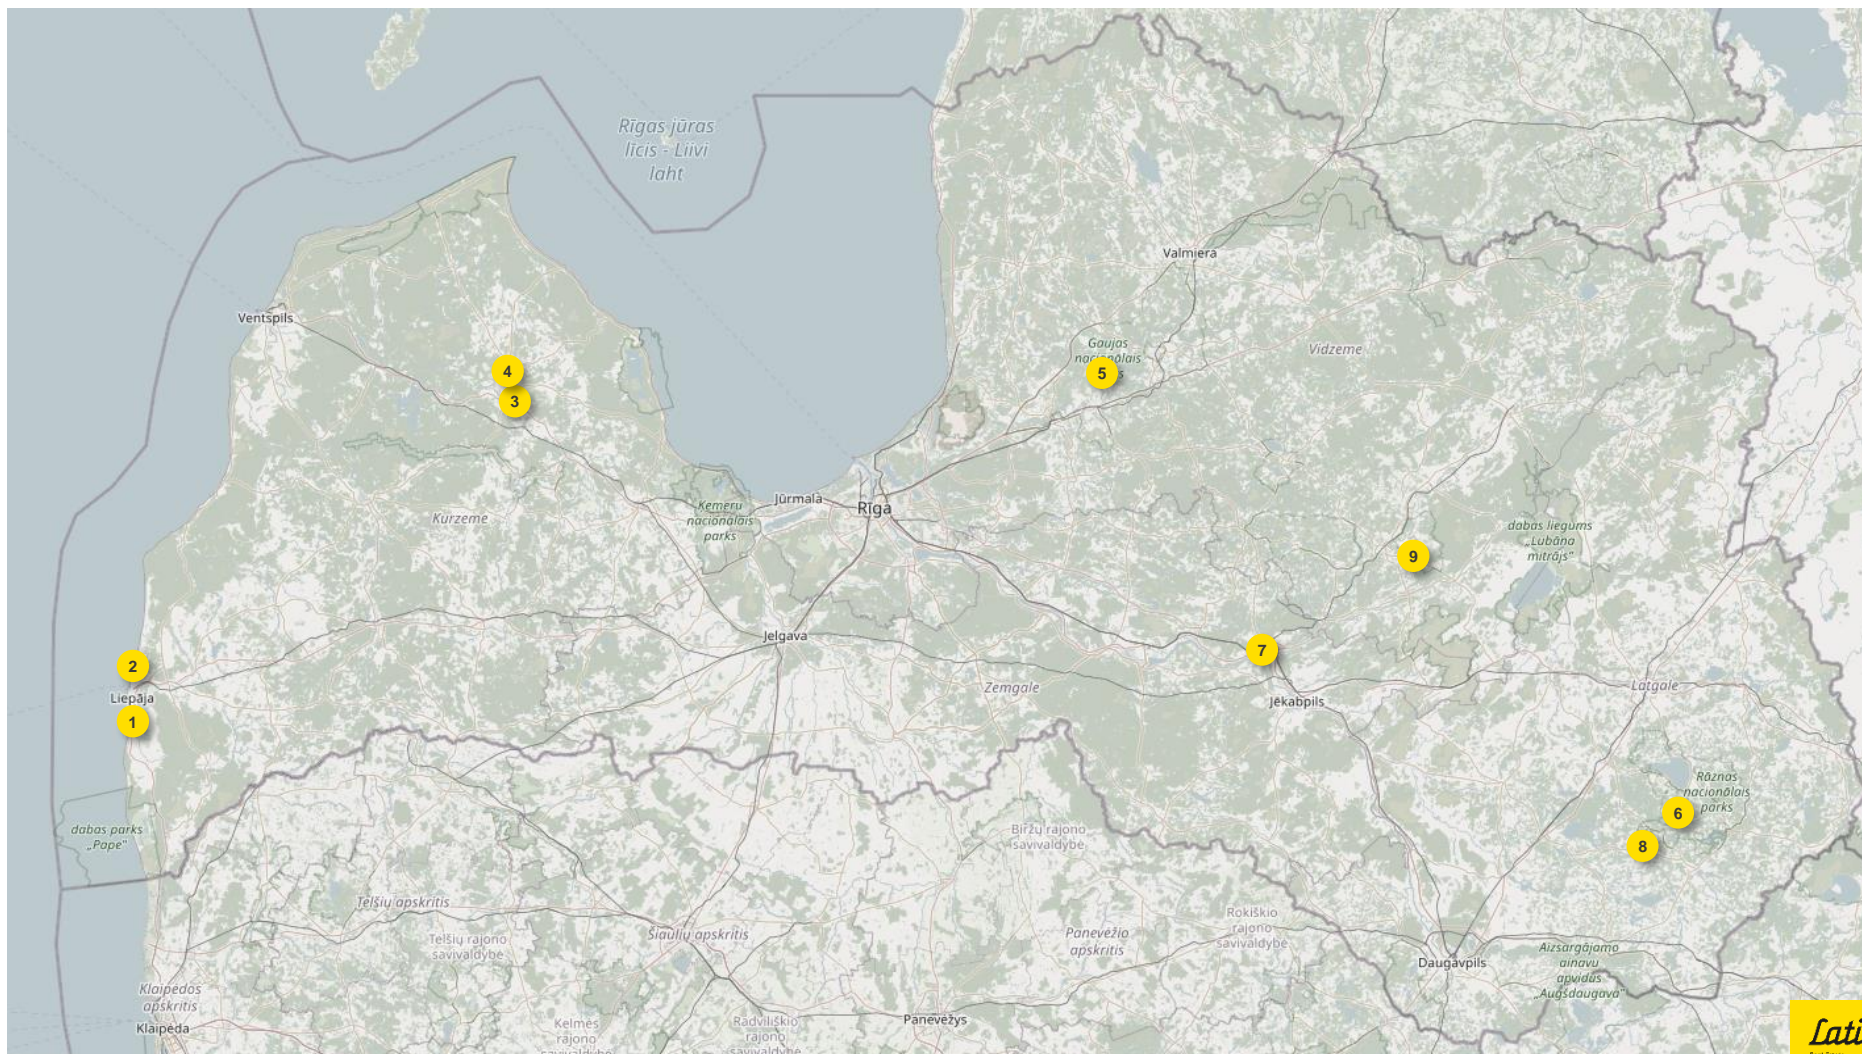 Rīgas jūras
līcis - Liivi
laht
Valmiera
Ventspils
Gaujas
nacionālais
Vidzeme
4
5
3
Jūrmala
Rīga
Ķemeru
nacionālais
parks
Kurzeme
dabas liegums
„Lubāna
mitrājs"
9
Jelgava
7
2
Liepāja
1
Zemgale
Jēkabpils
Latgale
Rāznas
nacionālais
parks
6
8
dabas parks
„Pape"
Biržų rajono
savivaldybė
Telšių apskritis
Telšių rajono
savivaldybė
Šiaulių apskritis
Panevėžio
apskritis
Rokiškio
rajono
savivaldybė
Daugavpils
Aizsargājamo
ainavu
apvidus
„Augšdaugava"
Klaipėdos
apskritis
Klaipėda
Kelmės
rajono
savivaldybė
Radviliškio
rajono
savivaldybė
Panevėžys
Lati